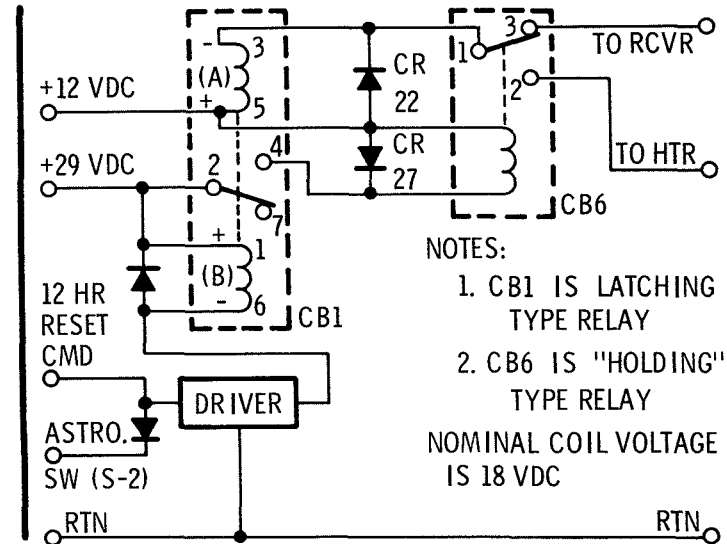 - 3
3
TO RCVR
1
CR
22
(A)
+12 VDC
+ 5
2
4
CR
27
+29 VDC
2
TO HTR
7
CB6
+ 1
(B)
- 6
CB1
NOTES:
1. CB1 IS LATCHING
TYPE RELAY
2. CB6 IS "HOLDING"
TYPE RELAY
NOMINAL COIL VOLTAGE
IS 18 VDC
12 HR
RESET
CMD
DRIVER
ASTRO.
SW (S-2)
RTN
RTN